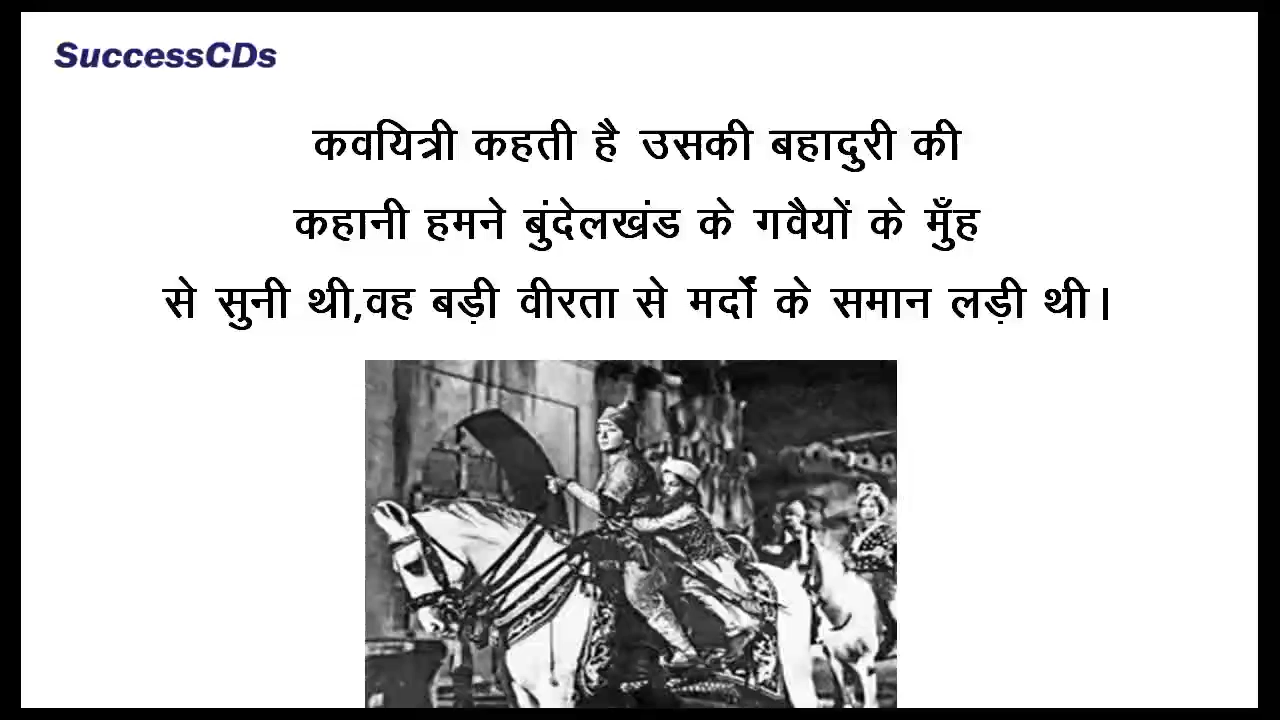 SuccessCDs
कवयित्री कहती है उसकी बहादुरी की
कहानी हमने बुंदेलखंड के गवैयों के मुँह
से सुनी थी,वह बड़ी वीरता से मर्दों के समान लड़ी थी।